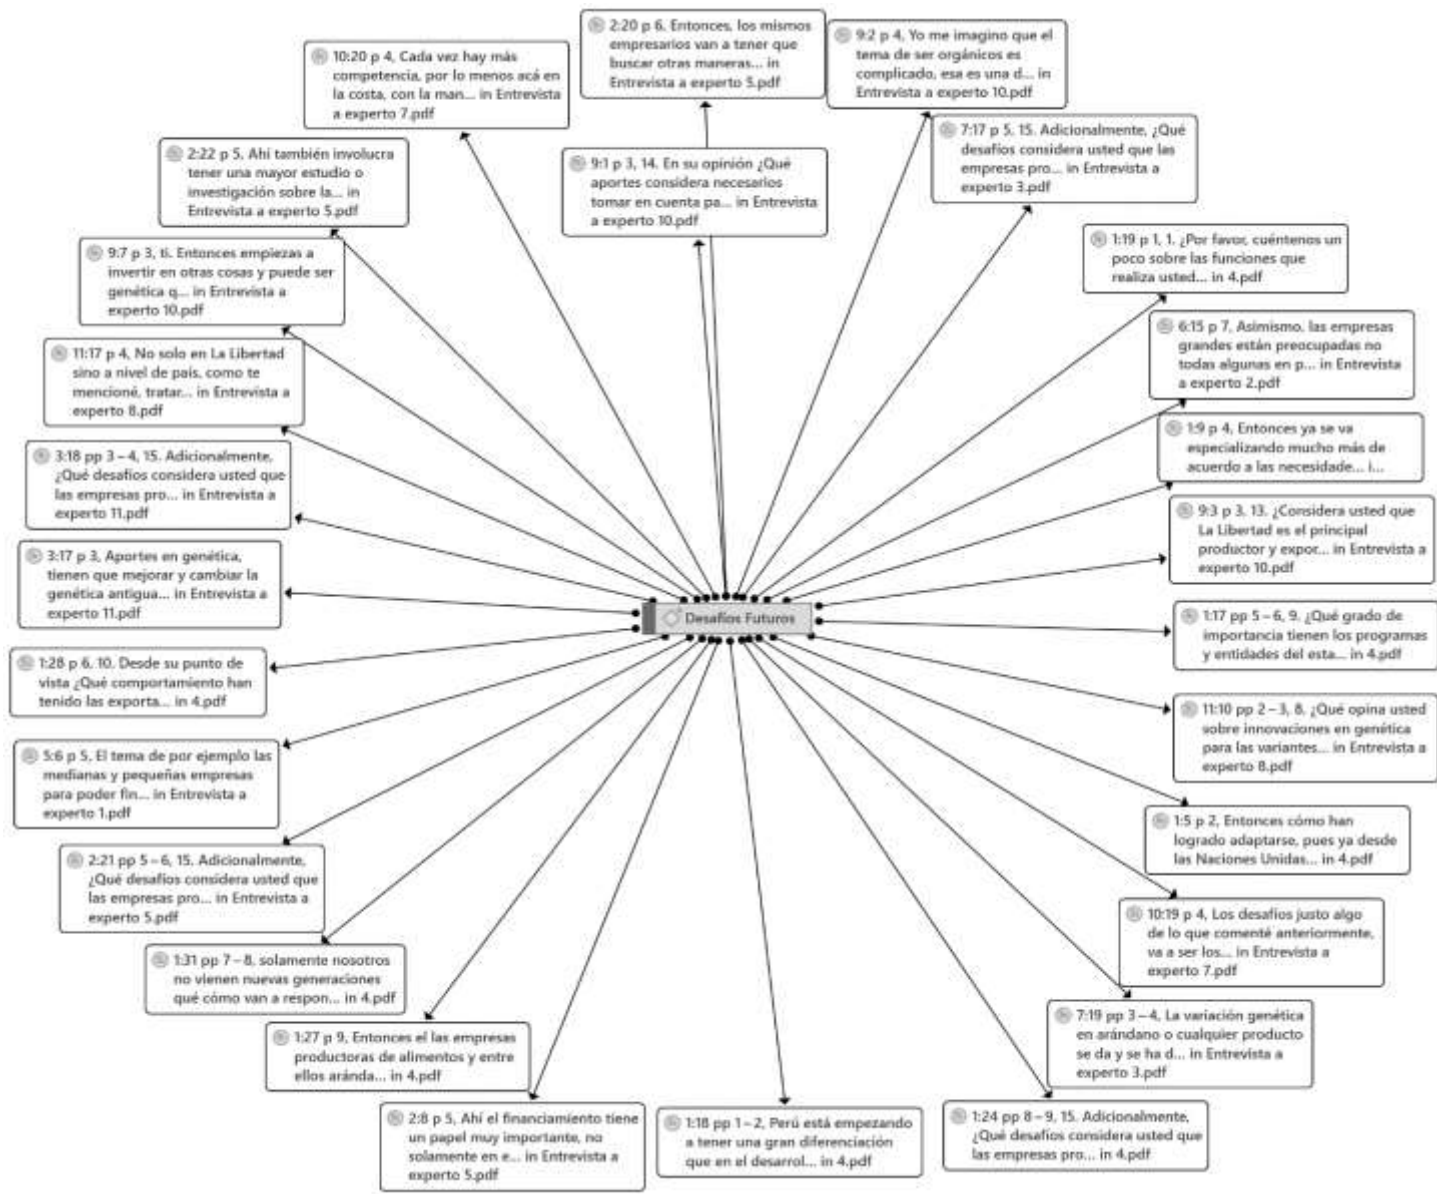 2:20 p 6, Entonces, los mismos
empresarios van a tener que
buscar otras maneras... in
Entrevista a experto 5.pdf
9:2 p 4, Yo me imagino que el
tema de ser orgánicos es
complicado, esa es una d... in
Entrevista a experto 10.pdf
10:20 p 4, Cada vez hay más
competencia, por lo menos acá en
la costa, con la man... in Entrevista
a experto 7.pdf
7:17 p 5, 15. Adicionalmente, ¿Qué
desafíos considera usted que las
empresas pro... in Entrevista a
experto 3.pdf
2:22 p 5, Ahí también involucra
tener una mayor estudio o
investigación sobre la... in
Entrevista a experto 5.pdf
9:1 p 3, 14. En su opinión ¿Qué
aportes considera necesarios
tomar en cuenta pa... in Entrevista
a experto 10.pdf
1:19 p 1, 1. ¿Por favor, cuéntenos un
poco sobre las funciones que
realiza usted... in 4.pdf
9:7 p 3, ti. Entonces empiezas a
invertir en otras cosas y puede ser
genética q... in Entrevista a
experto 10.pdf
6:15 p 7, Asimismo, las empresas
grandes están preocupadas no
todas algunas en p... in Entrevista
a experto 2.pdf
11:17 p 4, No solo en La Libertad
sino a nivel de país, como te
mencioné, tratar... in Entrevista a
experto 8.pdf
1:9 p 4, Entonces ya se va
especializando mucho más de
acuerdo a las necesidade... i...
3:18 pp 3 – 4, 15. Adicionalmente,
¿Qué desafíos considera usted que
las empresas pro... in Entrevista a
experto 11.pdf
9:3 p 3, 13. ¿Considera usted que
La Libertad es el principal
productor y expor... in Entrevista a
experto 10.pdf
3:17 p 3, Aportes en genética,
tienen que mejorar y cambiar la
genética antigua... in Entrevista a
experto 11.pdf
Desafíos Futuros
1:17 pp 5 – 6, 9. ¿Qué grado de
importancia tienen los programas
y entidades del esta... in 4.pdf
1:28 p 6, 10. Desde su punto de
vista ¿Qué comportamiento han
tenido las exporta... in 4.pdf
11:10 pp 2 – 3, 8. ¿Qué opina usted
sobre innovaciones en genética
para las variantes... in Entrevista a
experto 8.pdf
5:6 p 5, El tema de por ejemplo las
medianas y pequeñas empresas
para poder fin... in Entrevista a
experto 1.pdf
1:5 p 2, Entonces cómo han
logrado adaptarse, pues ya desde
las Naciones Unidas... in 4.pdf
2:21 pp 5 – 6, 15. Adicionalmente,
¿Qué desafíos considera usted que
las empresas pro... in Entrevista a
experto 5.pdf
10:19 p 4, Los desafíos justo algo
de lo que comenté anteriormente,
va a ser los... in Entrevista a
experto 7.pdf
1:31 pp 7 – 8, solamente nosotros
no vienen nuevas generaciones
qué cómo van a respon... in 4.pdf
7:19 pp 3 – 4, La variación genética
en arándano o cualquier producto
se da y se ha d... in Entrevista a
experto 3.pdf
1:27 p 9, Entonces el las empresas
productoras de alimentos y entre
ellos aránda... in 4.pdf
2:8 p 5, Ahí el financiamiento tiene
un papel muy importante, no
solamente en e... in Entrevista a
experto 5.pdf
1:18 pp 1 – 2, Perú está empezando
a tener una gran diferenciación
que en el desarrol... in 4.pdf
1:24 pp 8 – 9, 15. Adicionalmente,
¿Qué desafíos considera usted que
las empresas pro... in 4.pdf